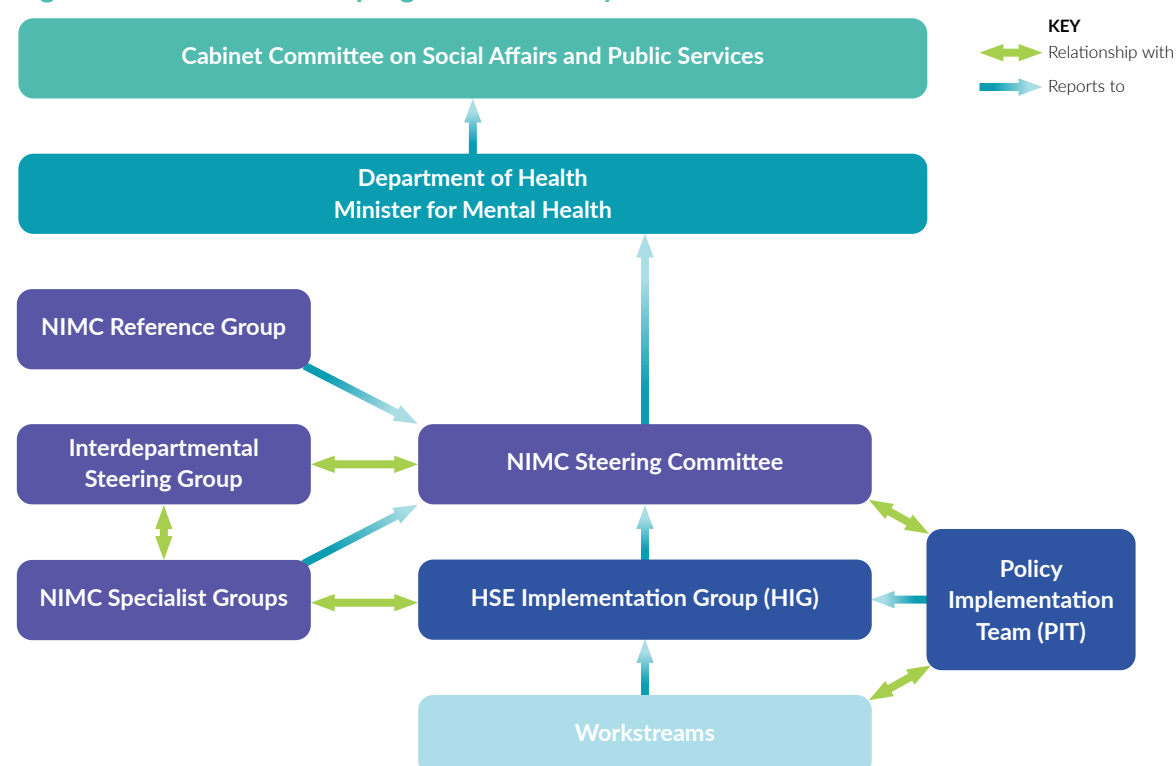 Cabinet Committee on Social Affairs and Public Services
KEY
Relationship with
Reports to
Department of Health
Minister for Mental Health
NIMC Reference Group
Interdepartmental
Steering Group
NIMC Steering Committee
NIMC Specialist Groups
HSE Implementation Group (HIG)
Policy
Implementation
Team (PIT)
Workstreams